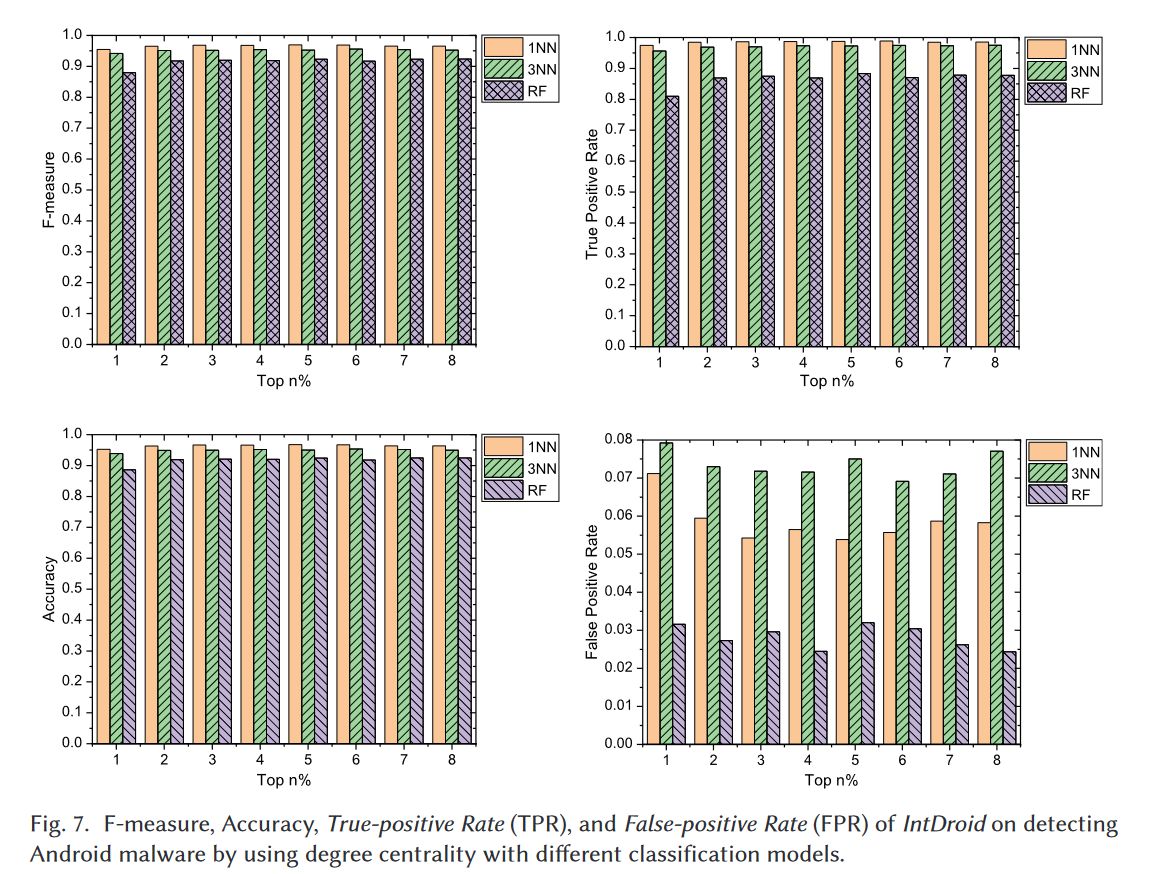 1.0
0.9
0.8
0.7
0.6
0.5
0.4
0.3
0.2
0.1
0.0
F-measure
1 2 3 4 5 6 7 8
Top n%
1NN
3NN
RF
1.0
0.9
0.8
0.7
0.6
0.5
0.4
0.3
0.2
0.1
0.0
True Positive Rate
1 2 3 4 5 6 7 8
Top n%
1NN
3NN
RF
1.0
0.9
0.8
0.7
0.6
0.5
0.4
0.3
0.2
0.1
0.0
Accuracy
1 2 3 4 5 6 7 8
Top n%
1NN
3NN
RF
0.08
0.07
0.06
0.05
0.04
0.03
0.02
0.01
0.00
False Positive Rate
1 2 3 4 5 6 7 8
Top n%
1NN
3NN
RF
Fig. 7. F-measure, Accuracy, True-positive Rate (TPR), and False-positive Rate (FPR) of IntDroid on detecting
Android malware by using degree centrality with different classification models.